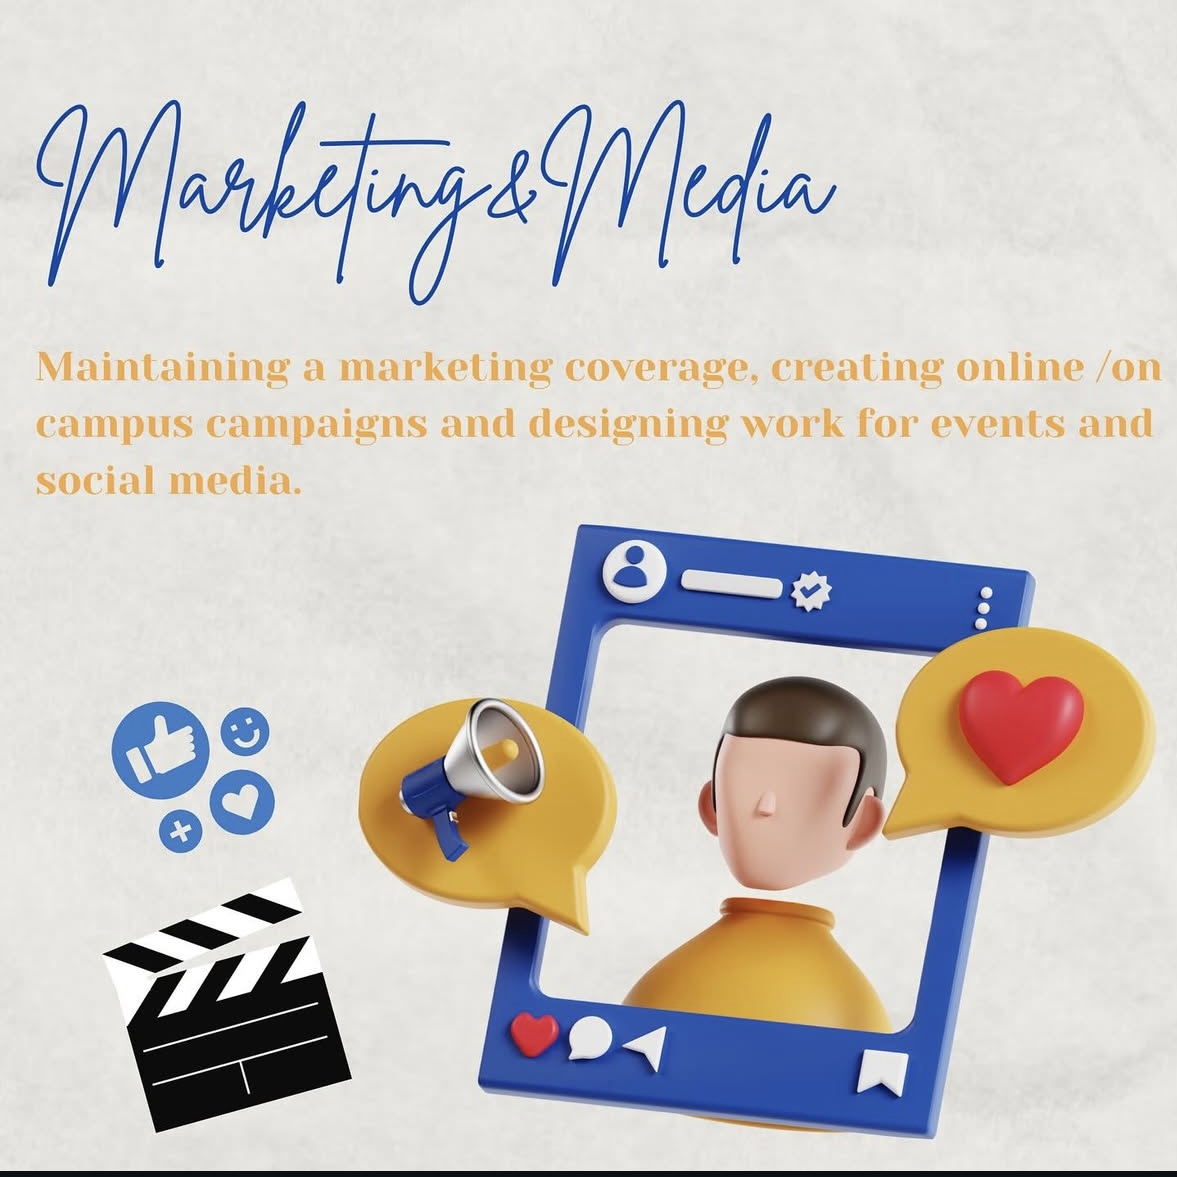 Marketing&Media
Maintaining a marketing coverage, creating online /on
campus campaigns and designing work for events and
social media.